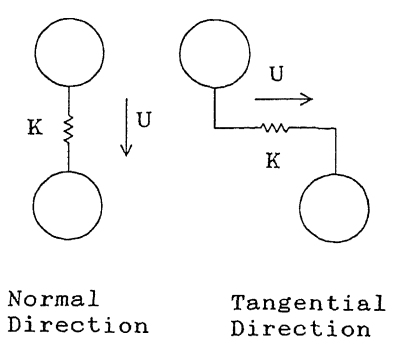 K
U
U
K
Normal
Direction
Tangential
Direction